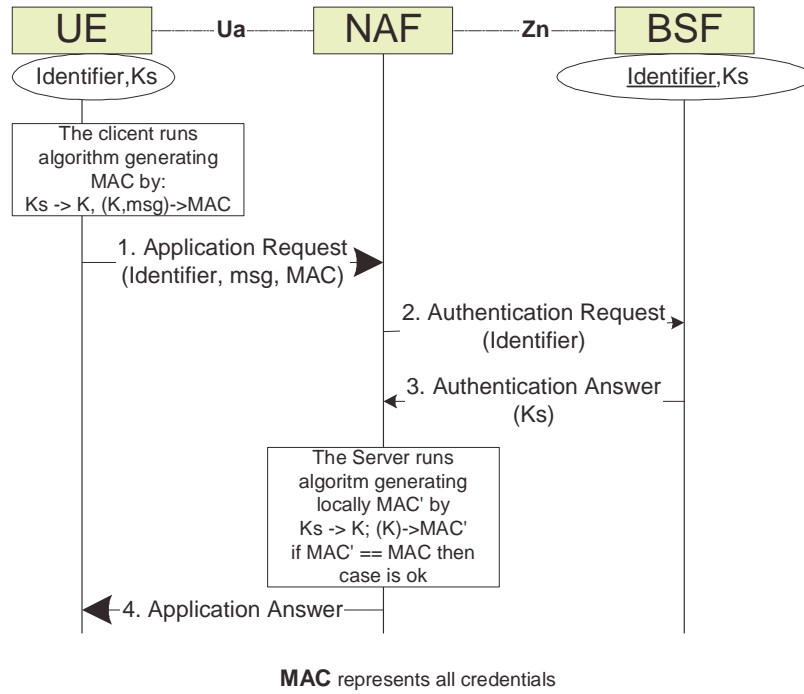 UE Ua NAF Zn BSF
Identifier,Ks
Identifier,Ks
The clicent runs
algorithm generating
MAC by:
Ks -> K, (K,msg)->MAC
1. Application Request
(Identifier, msg, MAC)
2. Authentication Request
(Identifier)
3. Authentication Answer
(Ks)
The Server runs
algoritm generating
locally MAC' by
Ks -> K; (K)->MAC'
if MAC' == MAC then
case is ok
4. Application Answer
MAC represents all credentials